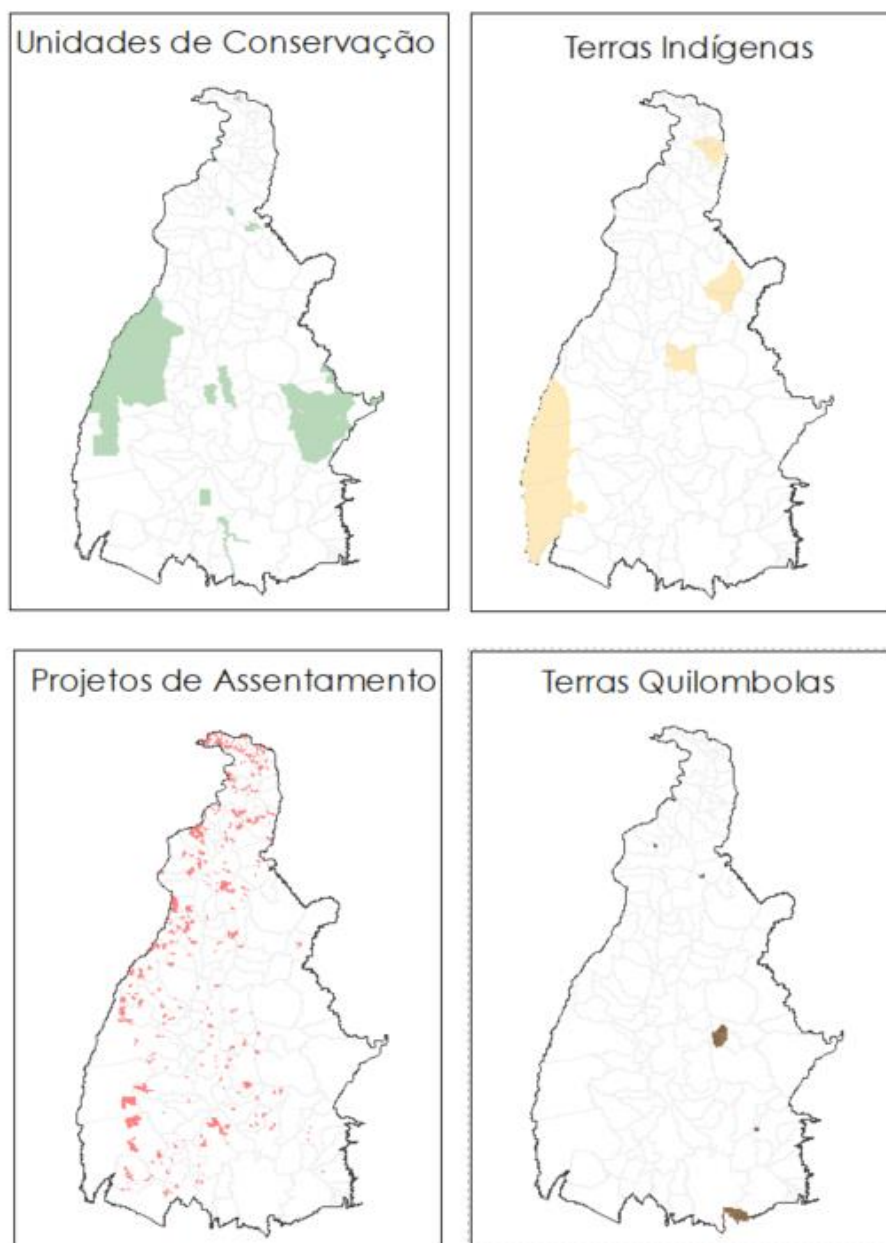 Unidades de Conservação
Terras Indígenas
Projetos de Assentamento
Terras Quilombolas